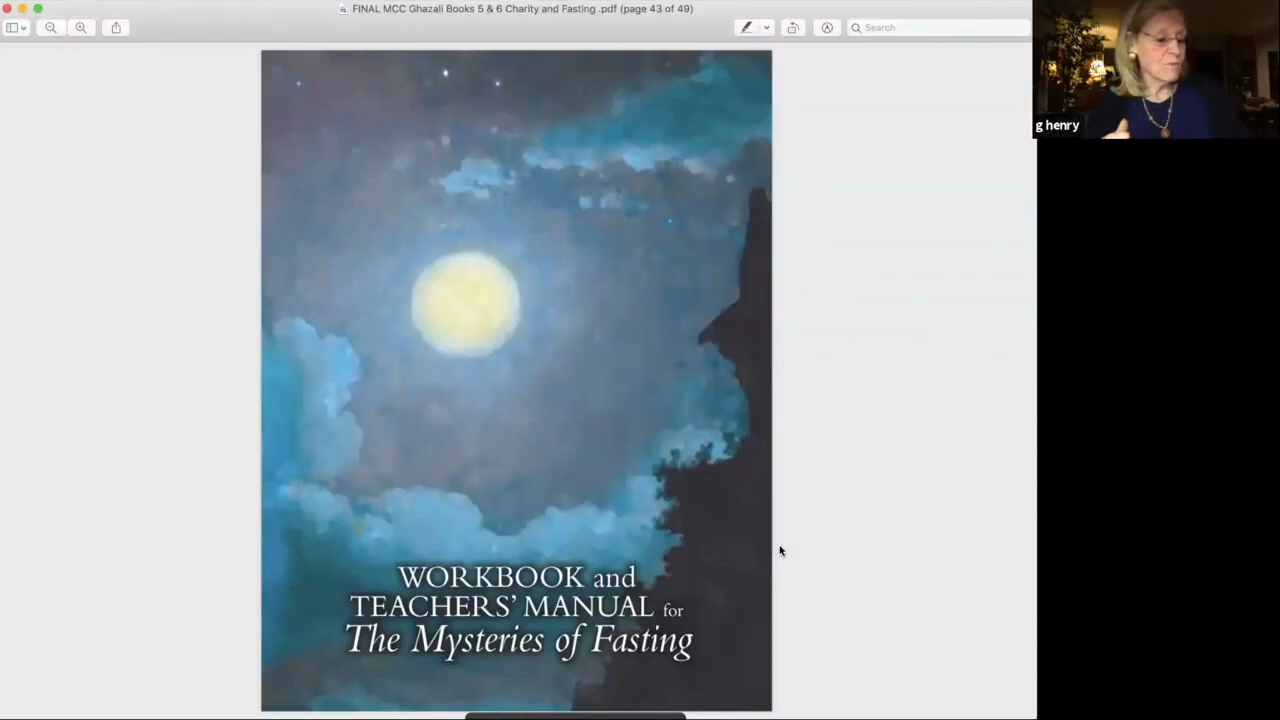 FINAL MCC Ghazali Books 5 & 6 Charity and Fasting .pdf (page 43 of 49)
Search
g henry
WORKBOOK and
TEACHERS' MANUAL for
The Mysteries of Fasting